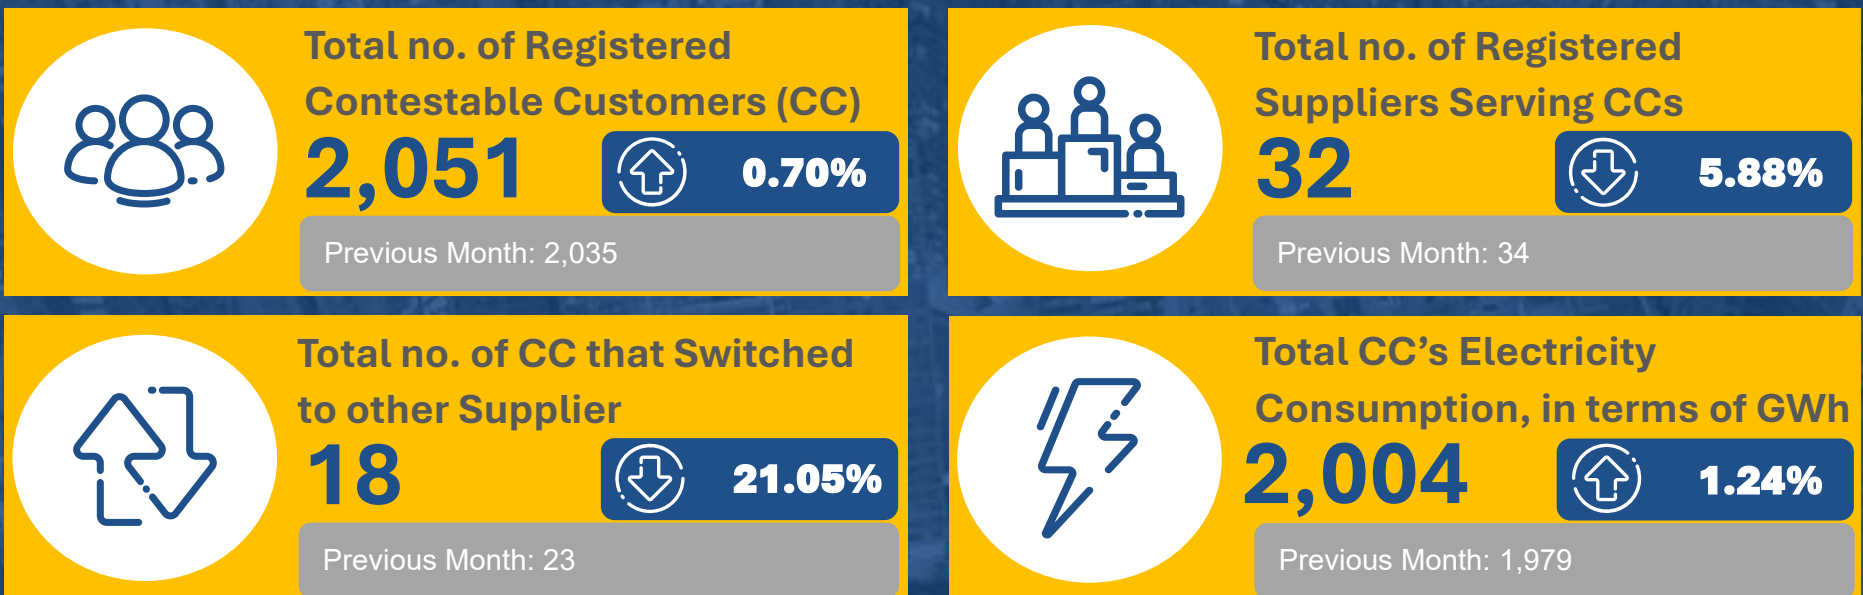 Total no. of Registered
Contestable Customers (CC)
2,051
0.70%
Previous Month: 2,035
Total no. of Registered
Suppliers Serving CCs
32
5.88%
Previous Month: 34
Total no. of CC that Switched
to other Supplier
18
21.05%
Previous Month: 23
Total CC’s Electricity
Consumption, in terms of GWh
2,004
1.24%
Previous Month: 1,979